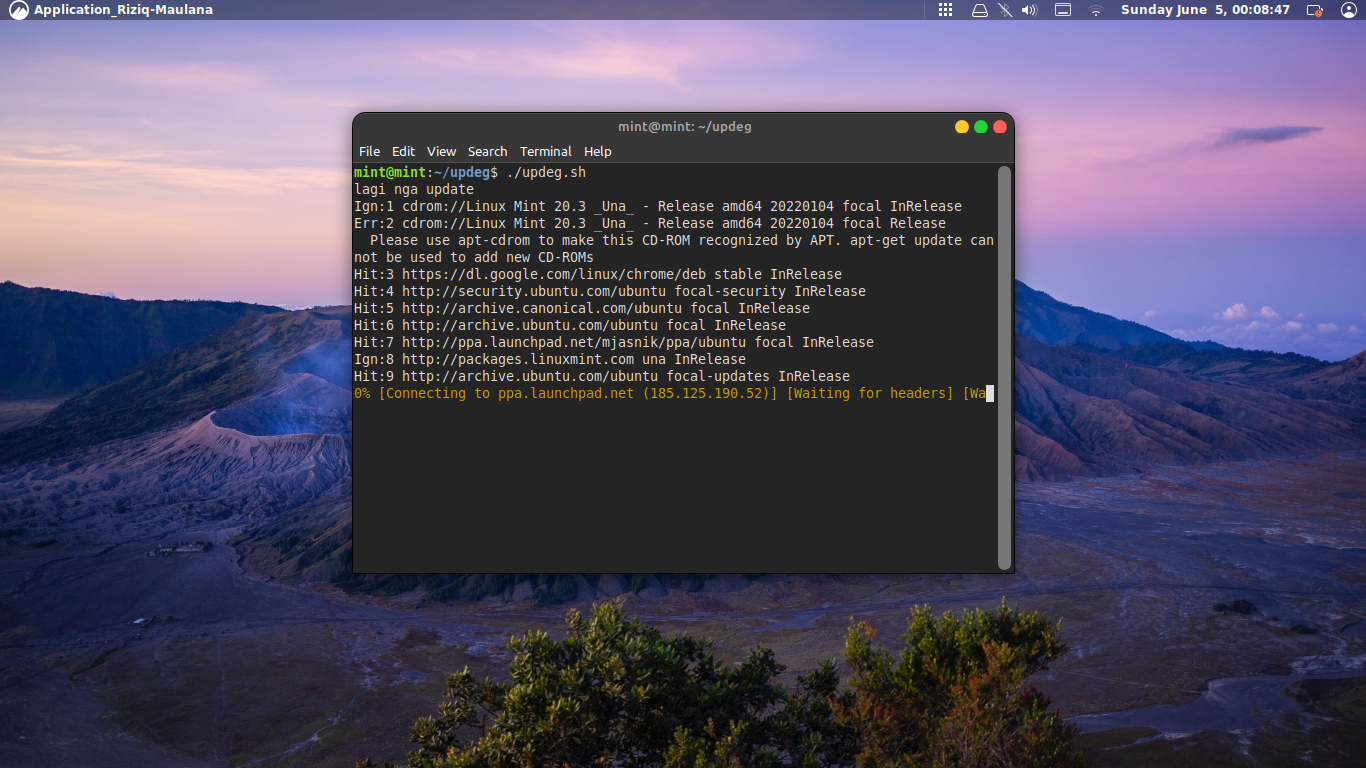 Application_Riziq-Maulana
Sunday June 5, 00:08:47
mint@mint: ~/updeg
File Edit View Search Terminal Help
mint@mint:~/updeg$ ./updeg.sh
lagi nga update
Ign:1 cdrom://Linux Mint 20.3 _Una_ - Release amd64 20220104 focal InRelease
Err:2 cdrom://Linux Mint 20.3 _Una_ - Release amd64 20220104 focal Release
  Please use apt-cdrom to make this CD-ROM recognized by APT. apt-get update can
not be used to add new CD-ROMs
Hit:3 https://dl.google.com/linux/chrome/deb stable InRelease
Hit:4 http://security.ubuntu.com/ubuntu focal-security InRelease
Hit:5 http://archive.canonical.com/ubuntu focal InRelease
Hit:6 http://archive.ubuntu.com/ubuntu focal InRelease
Hit:7 http://ppa.launchpad.net/mjasnik/ppa/ubuntu focal InRelease
Ign:8 http://packages.linuxmint.com una InRelease
Hit:9 http://archive.ubuntu.com/ubuntu focal-updates InRelease
0% [Connecting to ppa.launchpad.net (185.125.190.52)] [Waiting for headers] [Wa